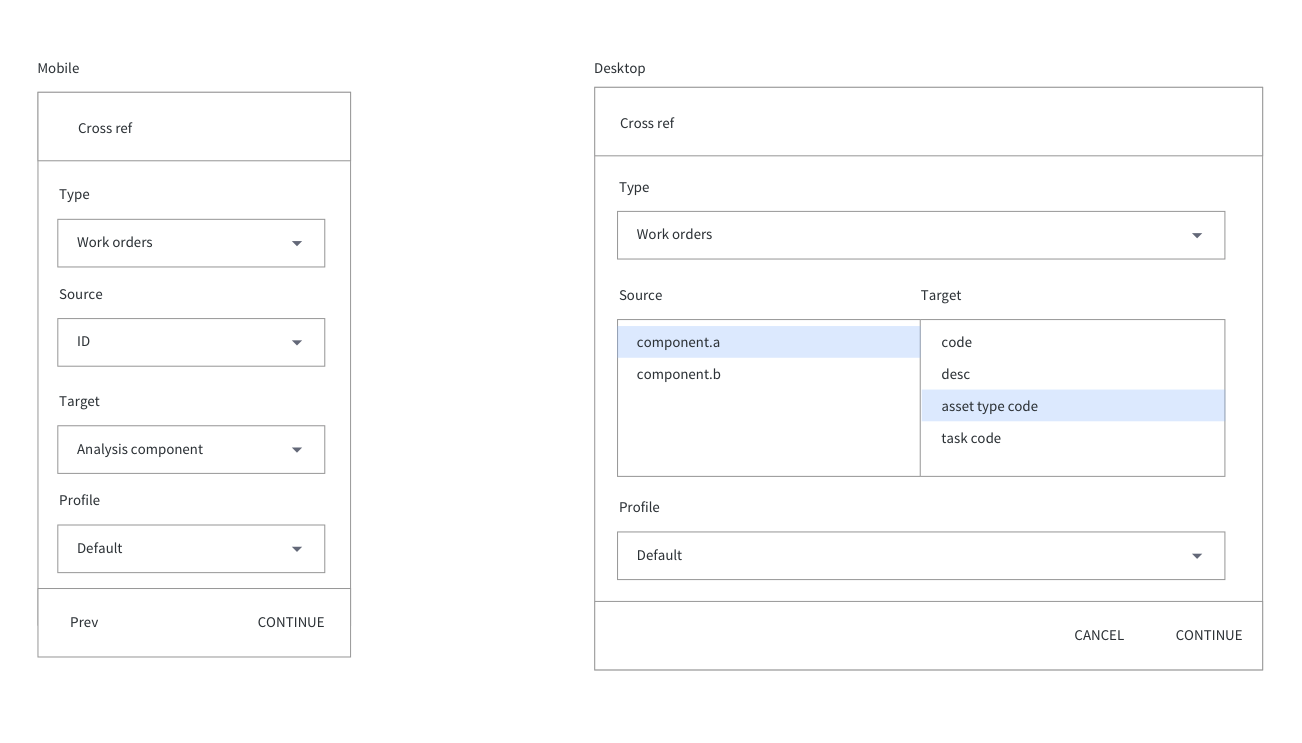 Mobile
Cross ref
Type
Work orders
Source
ID
Target
Analysis component
Profile
Default
Prev CONTINUE
Desktop
Cross ref
Type
Work orders
Source Target
component.a code
component.b desc
asset type code
task code
Profile
Default
CANCEL CONTINUE